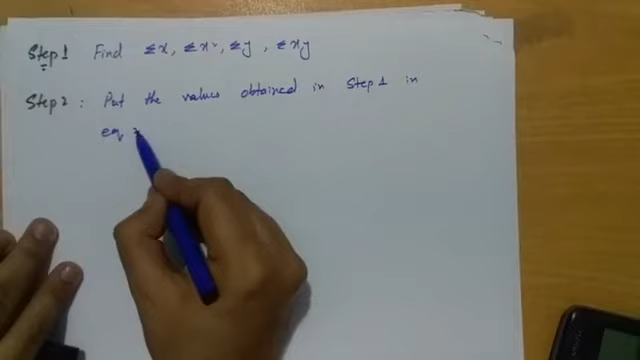 Step 1 Find Σx, Σx², Σy, Σxy
Step 2: Put the values obtained in Step 1 in
eq